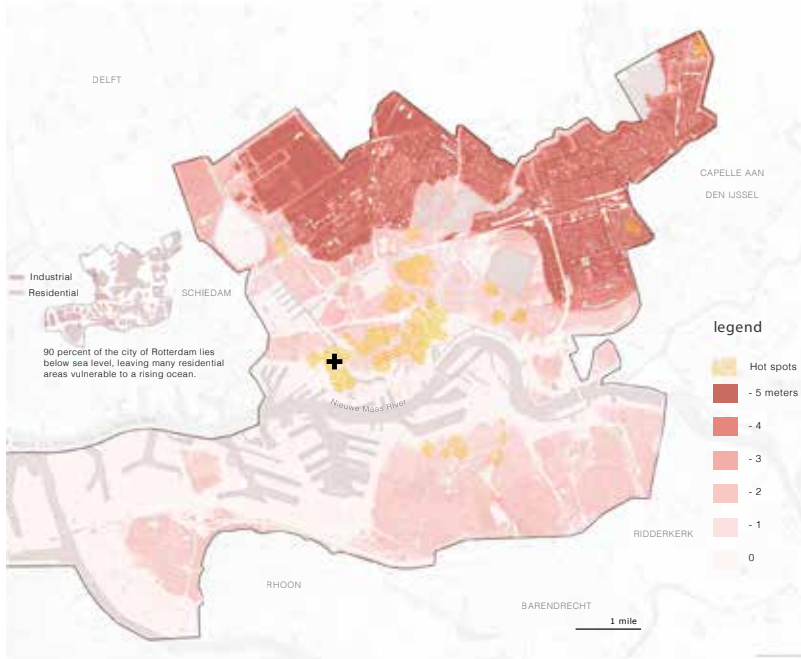 DELFT
CAPELLE AAN
DEN IJSSEL
Industrial
Residential
SCHIEDAM
90 percent of the city of Rotterdam lies
below sea level, leaving many residential
areas vulnerable to a rising ocean.
Nieuwe Maas River
legend
Hot spots
- 5 meters
- 4
- 3
- 2
- 1
0
RIDDERKERK
RHOON
BARENDRECHT
1 mile